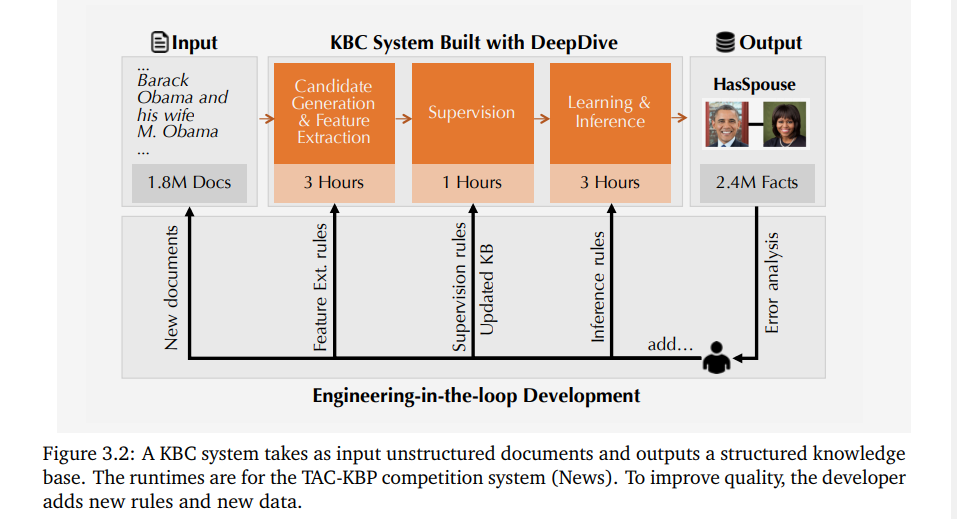 Input
KBC System Built with DeepDive
Output
...
Barack
Obama and
his wife
M. Obama
...
1.8M Docs
Candidate
Generation
& Feature
Extraction
3 Hours
Supervision
1 Hours
Learning &
Inference
3 Hours
HasSpouse
2.4M Facts
New documents
Feature Ext. rules
Supervision rules
Updated KB
Inference rules
add...
Error analysis
Engineering-in-the-loop Development
Figure 3.2: A KBC system takes as input unstructured documents and outputs a structured knowledge
base. The runtimes are for the TAC-KBP competition system (News). To improve quality, the developer
adds new rules and new data.